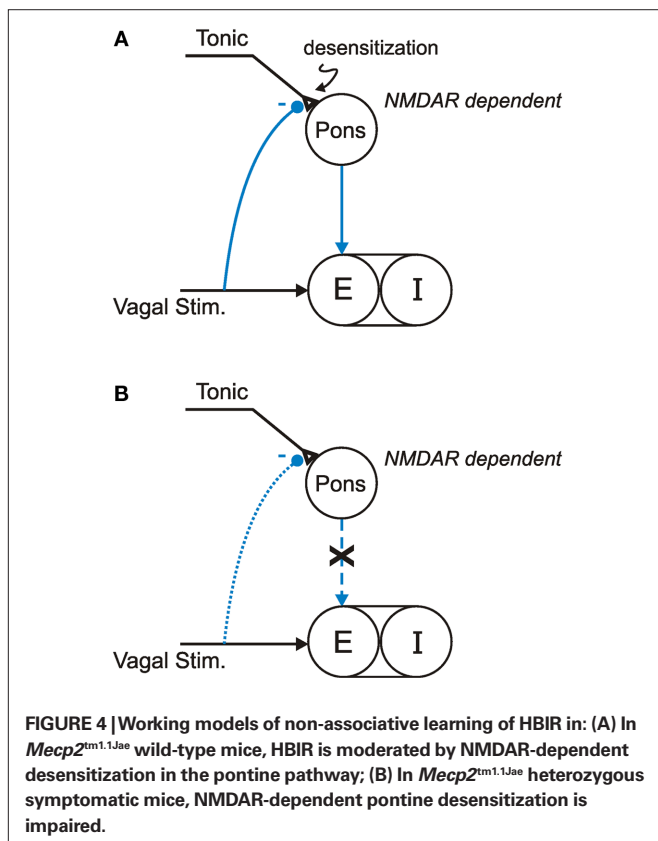 A
Tonic
desensitization
-
NMDAR dependent
Pons
E I
Vagal Stim.
B
Tonic
-
NMDAR dependent
Pons
X
E I
Vagal Stim.
FIGURE 4 | Working models of non-associative learning of HBIR in: (A) In
Mecp2tm1.1Jae wild-type mice, HBIR is moderated by NMDAR-dependent
desensitization in the pontine pathway; (B) In Mecp2tm1.1Jae heterozygous
symptomatic mice, NMDAR-dependent pontine desensitization is
impaired.